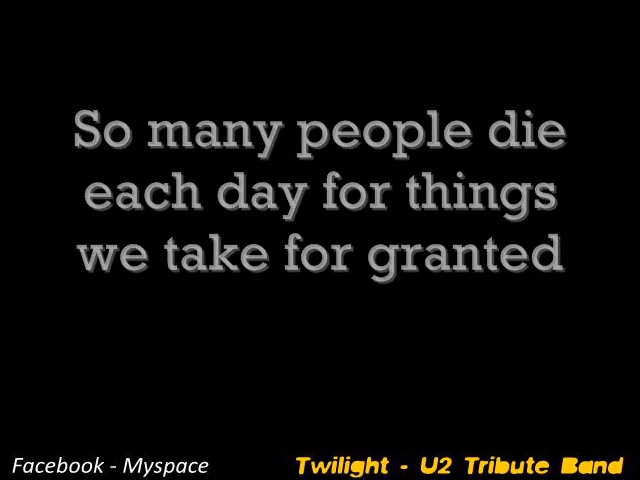 So many people die
each day for things
we take for granted
Facebook - Myspace
Twilight - U2 Tribute Band